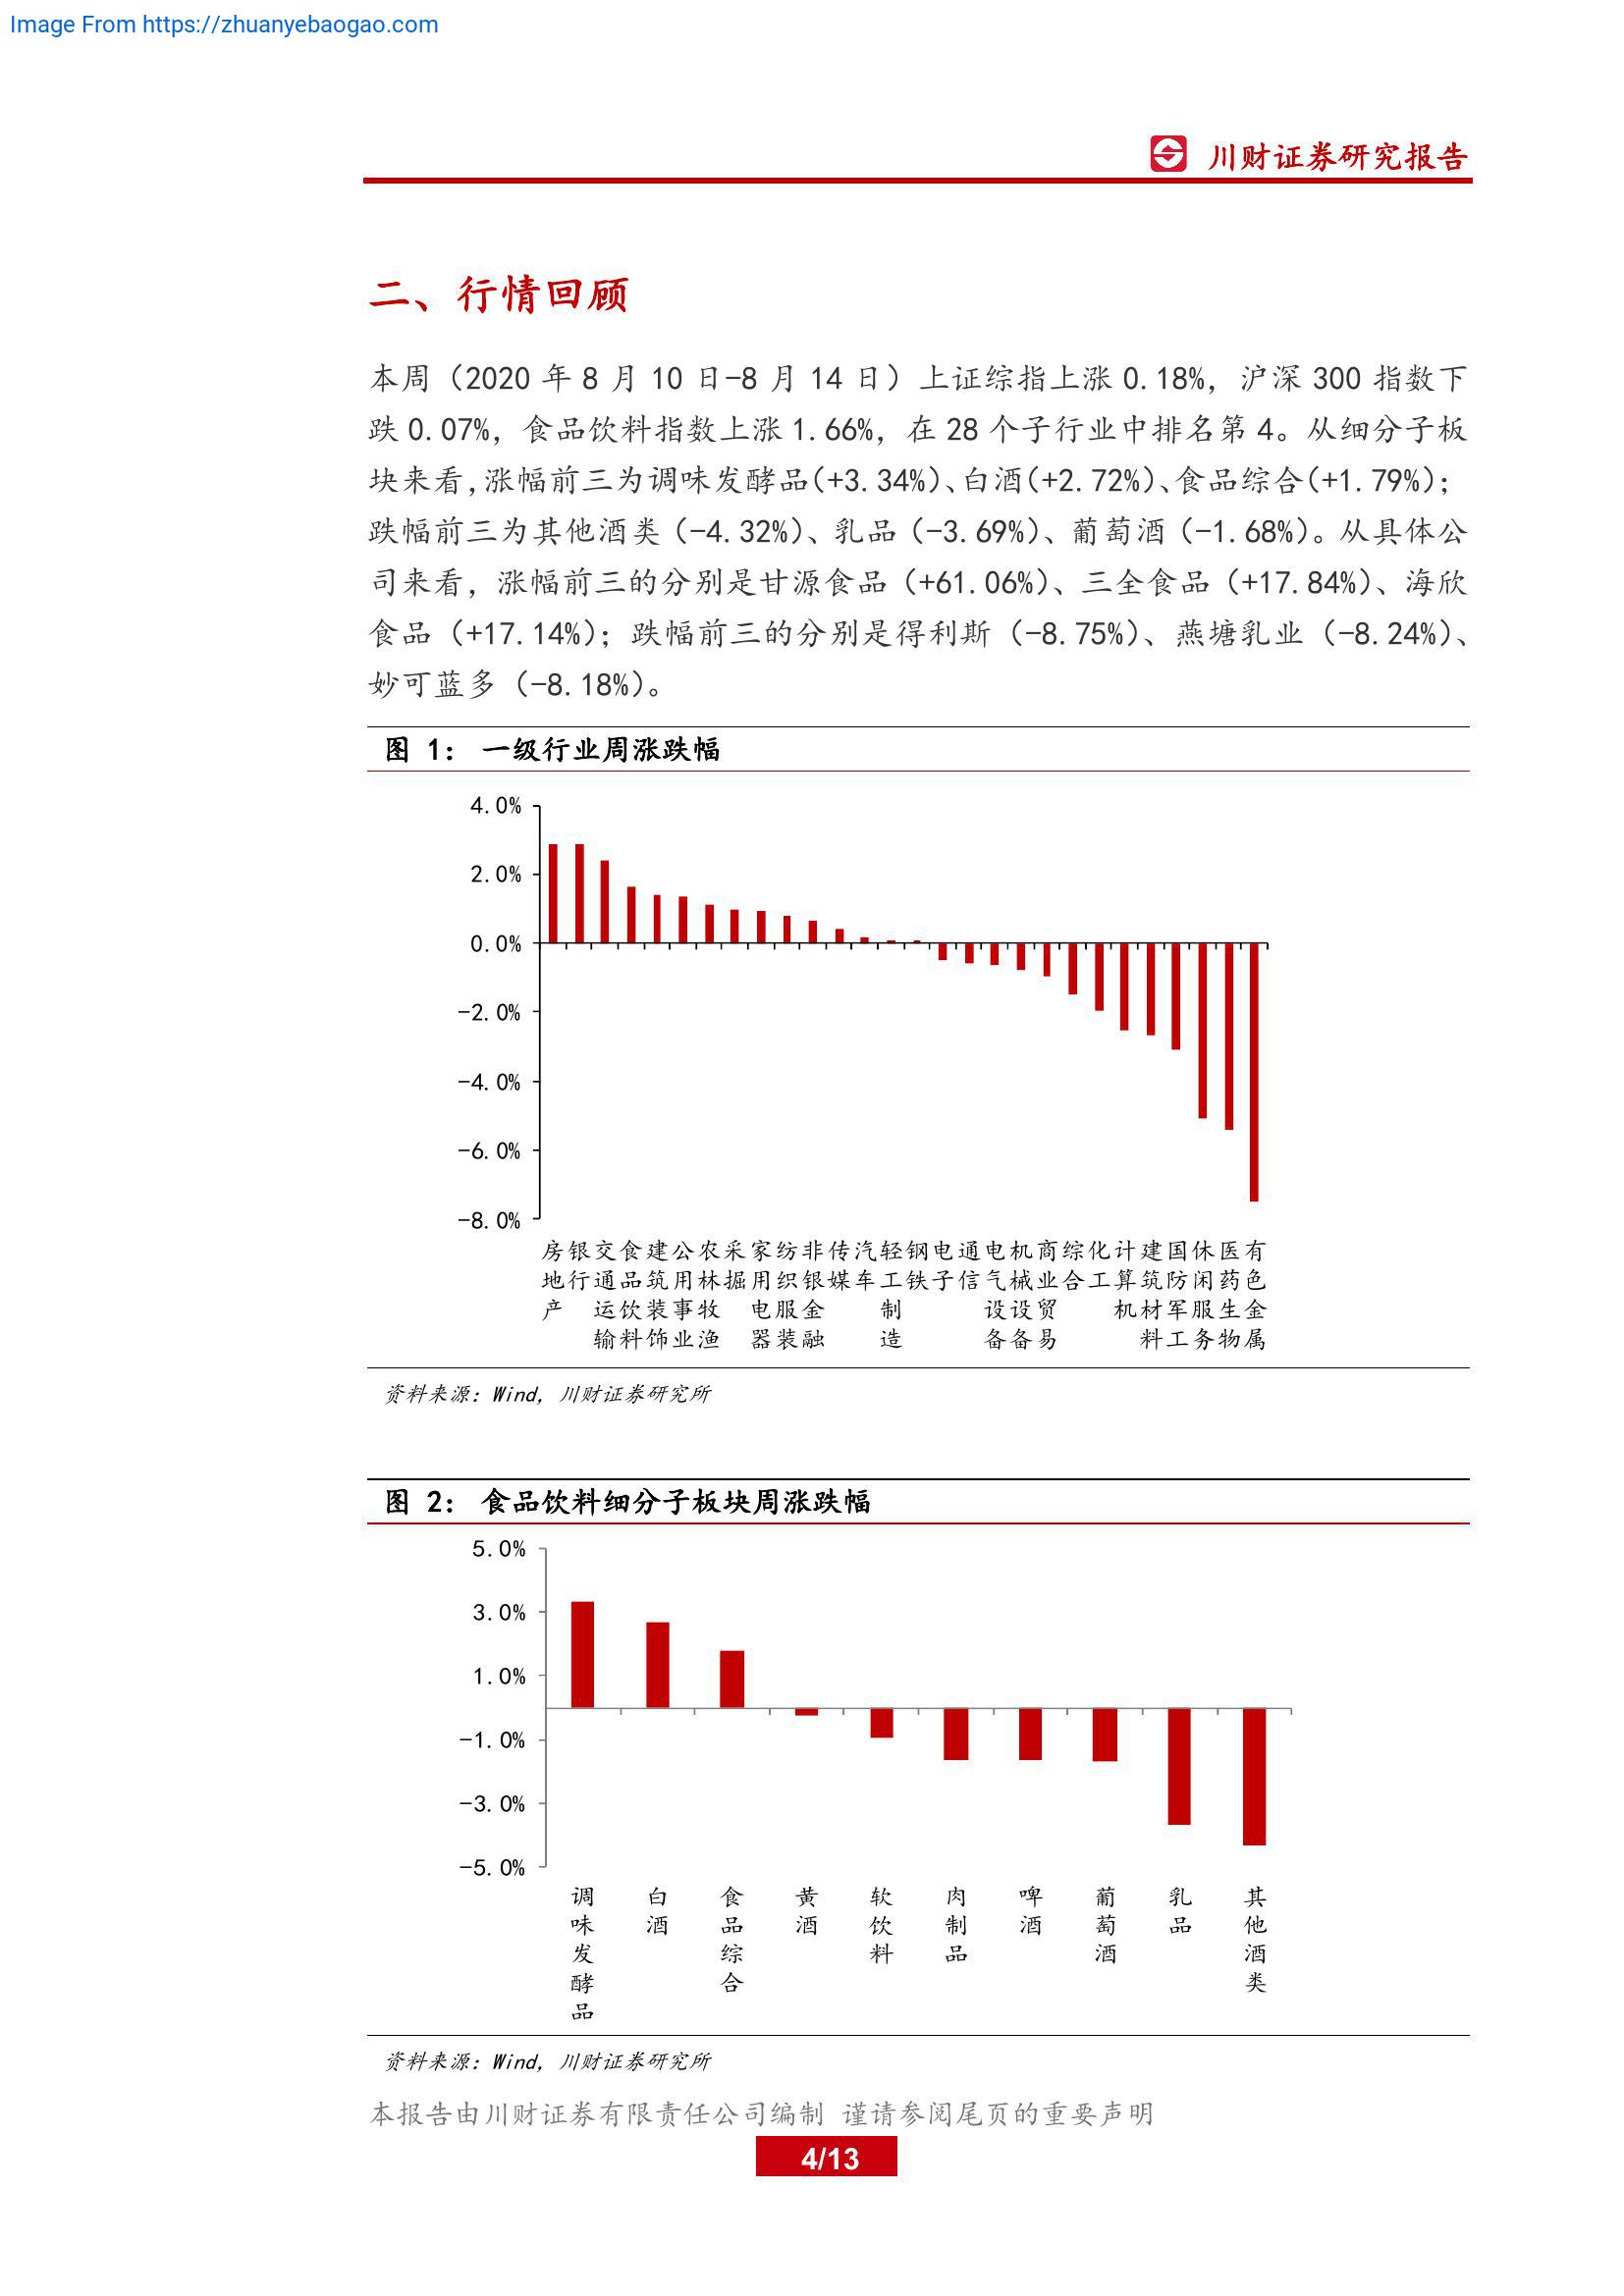 Image From https://zhuanyebaogao.com
川财证券研究报告
二、行情回顾
本周（2020 年 8 月 10 日-8 月 14 日）上证综指上涨 0.18%，沪深 300 指数下
跌 0.07%，食品饮料指数上涨 1.66%，在 28 个子行业中排名第 4。从细分子板
块来看，涨幅前三为调味发酵品(+3.34%)、白酒(+2.72%)、食品综合(+1.79%)；
跌幅前三为其他酒类（-4.32%）、乳品（-3.69%）、葡萄酒（-1.68%）。从具体公
司来看，涨幅前三的分别是甘源食品（+61.06%）、三全食品（+17.84%）、海欣
食品（+17.14%）；跌幅前三的分别是得利斯（-8.75%）、燕塘乳业（-8.24%）、
妙可蓝多（-8.18%）。
图 1： 一级行业周涨跌幅
4.0%
2.0%
0.0%
-2.0%
-4.0%
-6.0%
-8.0%
房地产
银行
交通运输
食品饮料
建筑装饰
公用事业
农林牧渔
采掘
家用电器
纺织服装
非银金融
传媒
汽车
轻工制造
钢铁
电子
通信
电气设备
机械设备
商业贸易
综合
化工
计算机
建筑材料
国防军工
休闲服务
医药生物
有色金属
资料来源：Wind，川财证券研究所
图 2： 食品饮料细分子板块周涨跌幅
5.0%
3.0%
1.0%
-1.0%
-3.0%
-5.0%
调味发酵品
白酒
食品综合
黄酒
软饮料
肉制品
啤酒
葡萄酒
乳品
其他酒类
资料来源：Wind，川财证券研究所
本报告由川财证券有限责任公司编制 谨请参阅尾页的重要声明
4/13